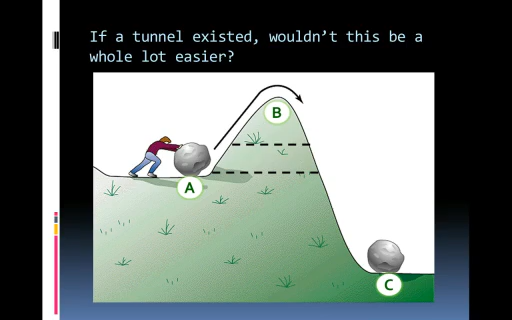 If a tunnel existed, wouldn’t this be a
whole lot easier?
B
A
C